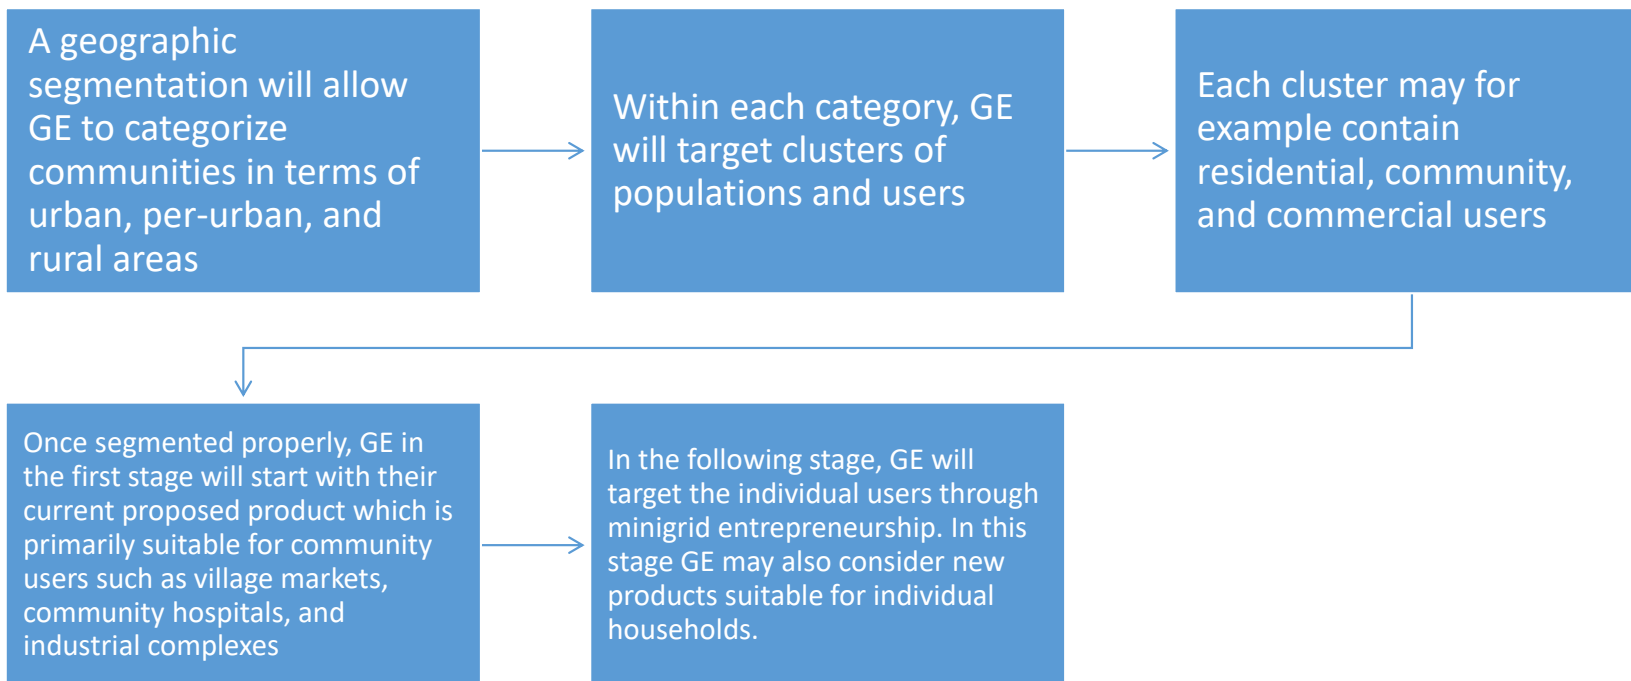 A geographic
segmentation will allow
GE to categorize
communities in terms of
urban, per-urban, and
rural areas
Within each category, GE
will target clusters of
populations and users
Each cluster may for
example contain
residential, community,
and commercial users
Once segmented properly, GE in
the first stage will start with their
current proposed product which is
primarily suitable for community
users such as village markets,
community hospitals, and
industrial complexes
In the following stage, GE will
target the individual users through
minigrid entrepreneurship. In this
stage GE may also consider new
products suitable for individual
households.